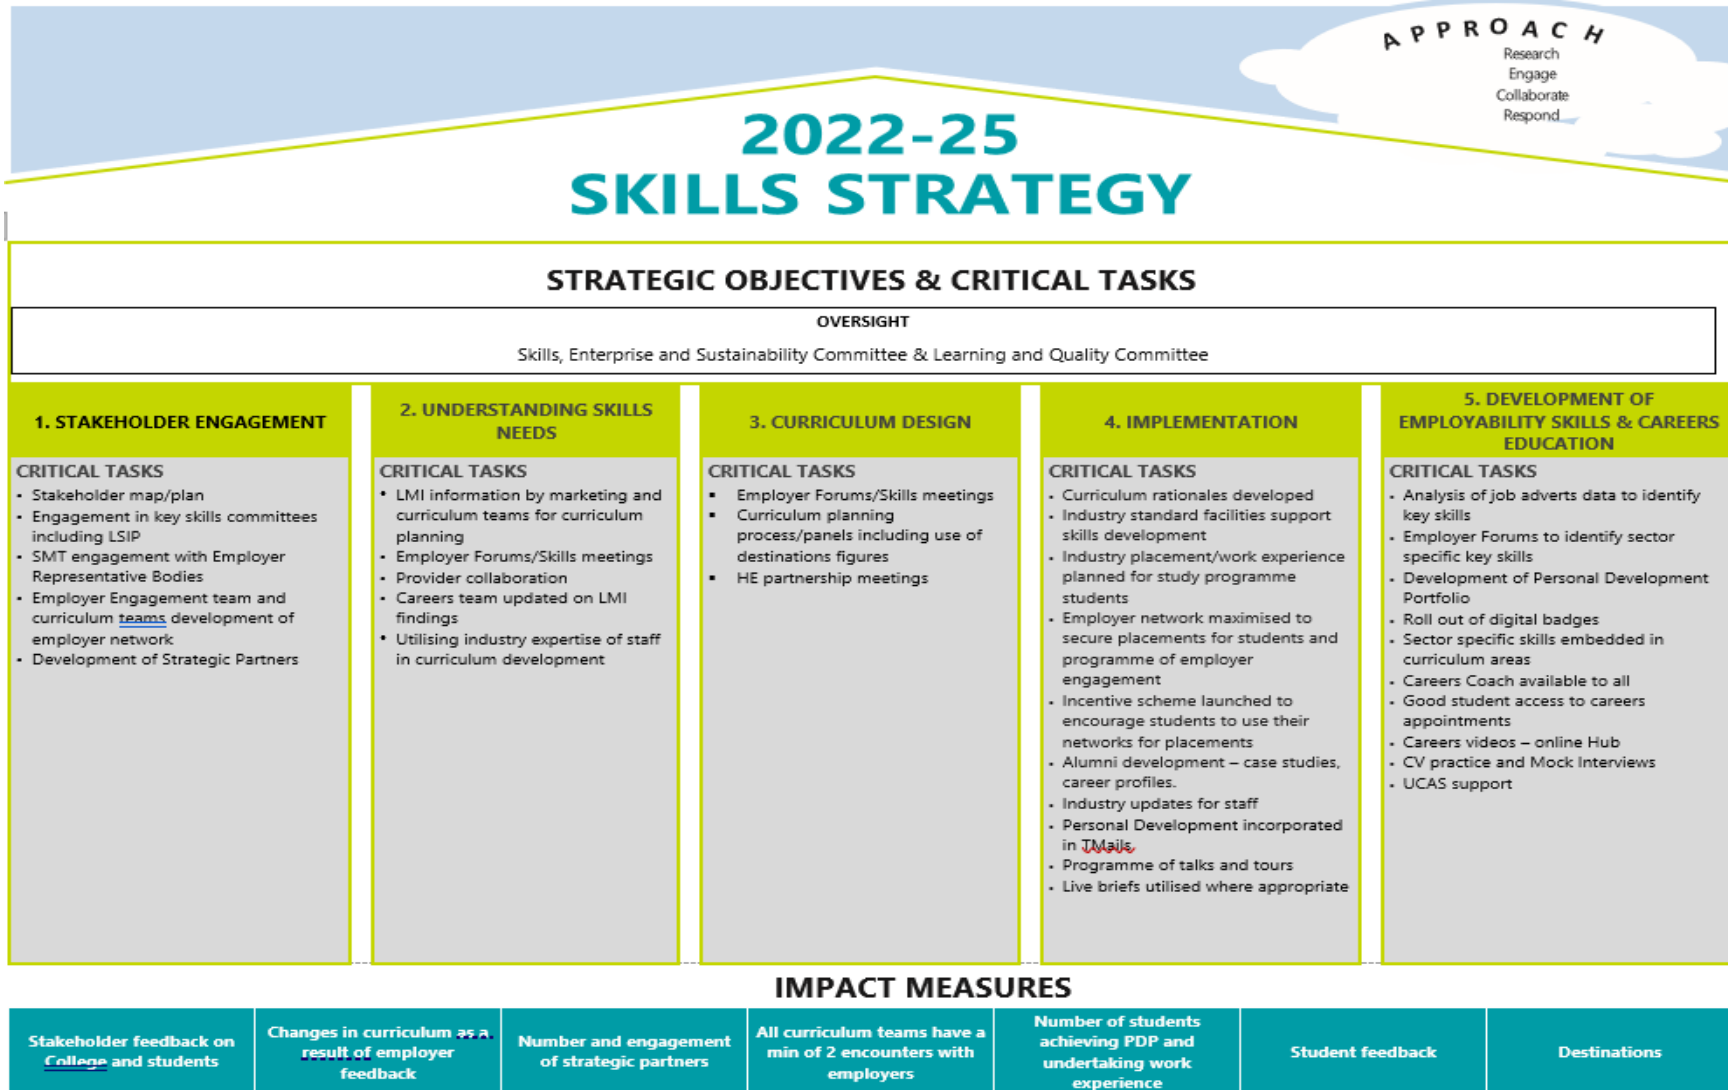 APPROACH
Research
Engage
Collaborate
Respond
2022-25
SKILLS STRATEGY
STRATEGIC OBJECTIVES & CRITICAL TASKS
OVERSIGHT
Skills, Enterprise and Sustainability Committee & Learning and Quality Committee
1. STAKEHOLDER ENGAGEMENT
CRITICAL TASKS
• Stakeholder map/plan
• Engagement in key skills committees
including LSIP
• SMT engagement with Employer
Representative Bodies
• Employer Engagement team and
curriculum teams development of
employer network
• Development of Strategic Partners
2. UNDERSTANDING SKILLS
NEEDS
CRITICAL TASKS
• LMI information by marketing and
curriculum teams for curriculum
planning
• Employer Forums/Skills meetings
• Provider collaboration
• Careers team updated on LMI
findings
• Utilising industry expertise of staff
in curriculum development
3. CURRICULUM DESIGN
CRITICAL TASKS
▪ Employer Forums/Skills meetings
▪ Curriculum planning
process/panels including use of
destinations figures
▪ HE partnership meetings
4. IMPLEMENTATION
CRITICAL TASKS
• Curriculum rationales developed
• Industry standard facilities support
skills development
• Industry placement/work experience
planned for study programme
students
• Employer network maximised to
secure placements for students and
programme of employer
engagement
• Incentive scheme launched to
encourage students to use their
networks for placements
• Alumni development – case studies,
career profiles.
• Industry updates for staff
• Personal Development incorporated
in TMails
• Programme of talks and tours
• Live briefs utilised where appropriate
5. DEVELOPMENT OF
EMPLOYABILITY SKILLS & CAREERS
EDUCATION
CRITICAL TASKS
• Analysis of job adverts data to identify
key skills
• Employer Forums to identify sector
specific key skills
• Development of Personal Development
Portfolio
• Roll out of digital badges
• Sector specific skills embedded in
curriculum areas
• Careers Coach available to all
• Good student access to careers
appointments
• Careers videos – online Hub
• CV practice and Mock Interviews
• UCAS support
IMPACT MEASURES
Stakeholder feedback on
College and students
Changes in curriculum as a
result of employer
feedback
Number and engagement
of strategic partners
All curriculum teams have a
min of 2 encounters with
employers
Number of students
achieving PDP and
undertaking work
experience
Student feedback
Destinations